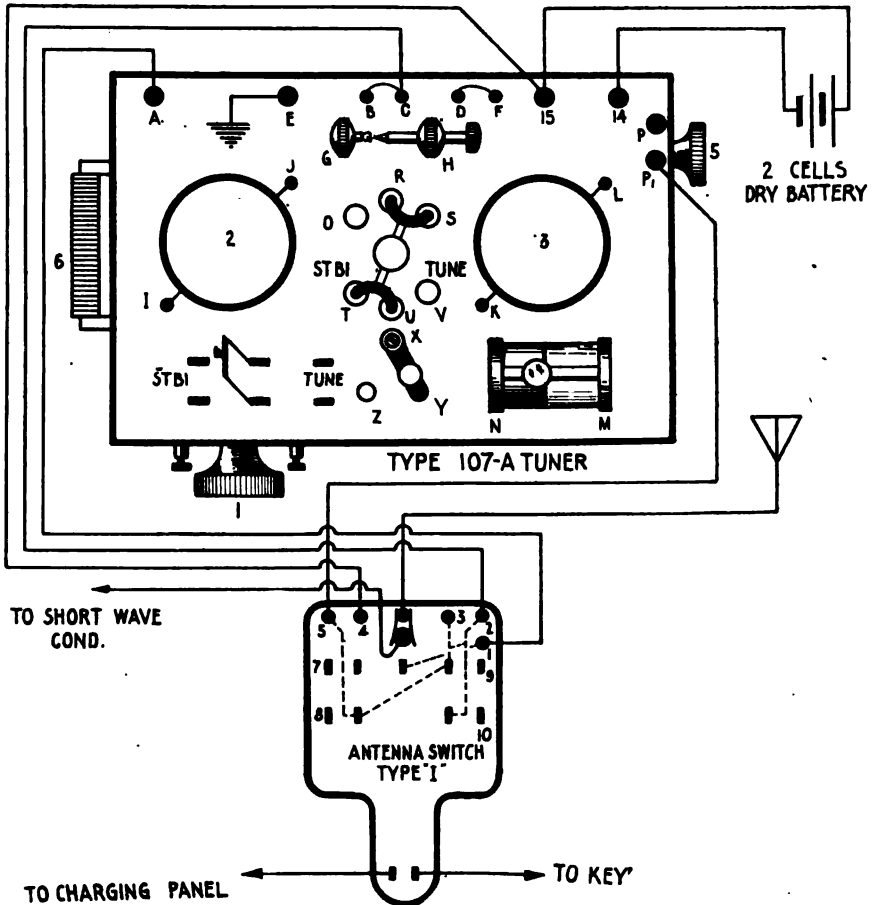 A. E B C D F 15 14
P
5
G H
P₁
2 CELLS
DRY BATTERY
J R L
O S
2 3
6
STBI TUNE
I T U V K
X
STBI TUNE
Z Y N M
TYPE 107-A TUNER
1
TO SHORT WAVE
COND.
5 4 3 2
1
7 9
8 10
ANTENNA SWITCH
TYPE "I"
TO CHARGING PANEL
TO KEY